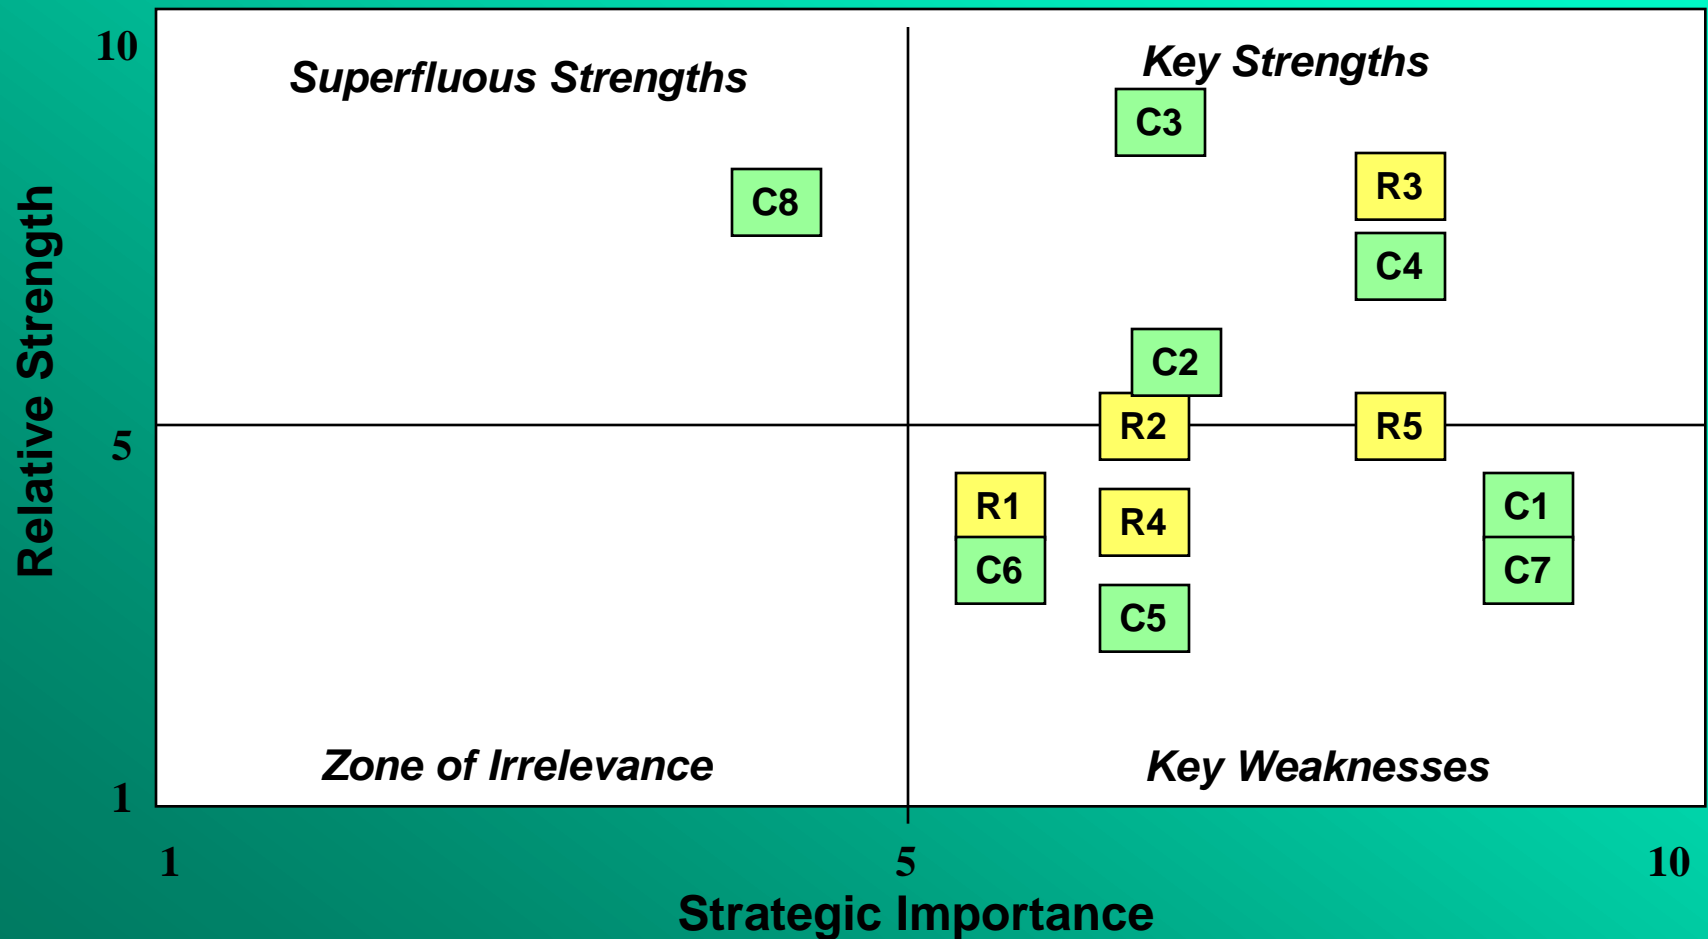 10
Superfluous Strengths
Key Strengths
C3
R3
C8
C4
C2
R2
R5
5
R1
R4
C1
C6
C7
C5
Relative Strength
Zone of Irrelevance
Key Weaknesses
1
1
5
10
Strategic Importance